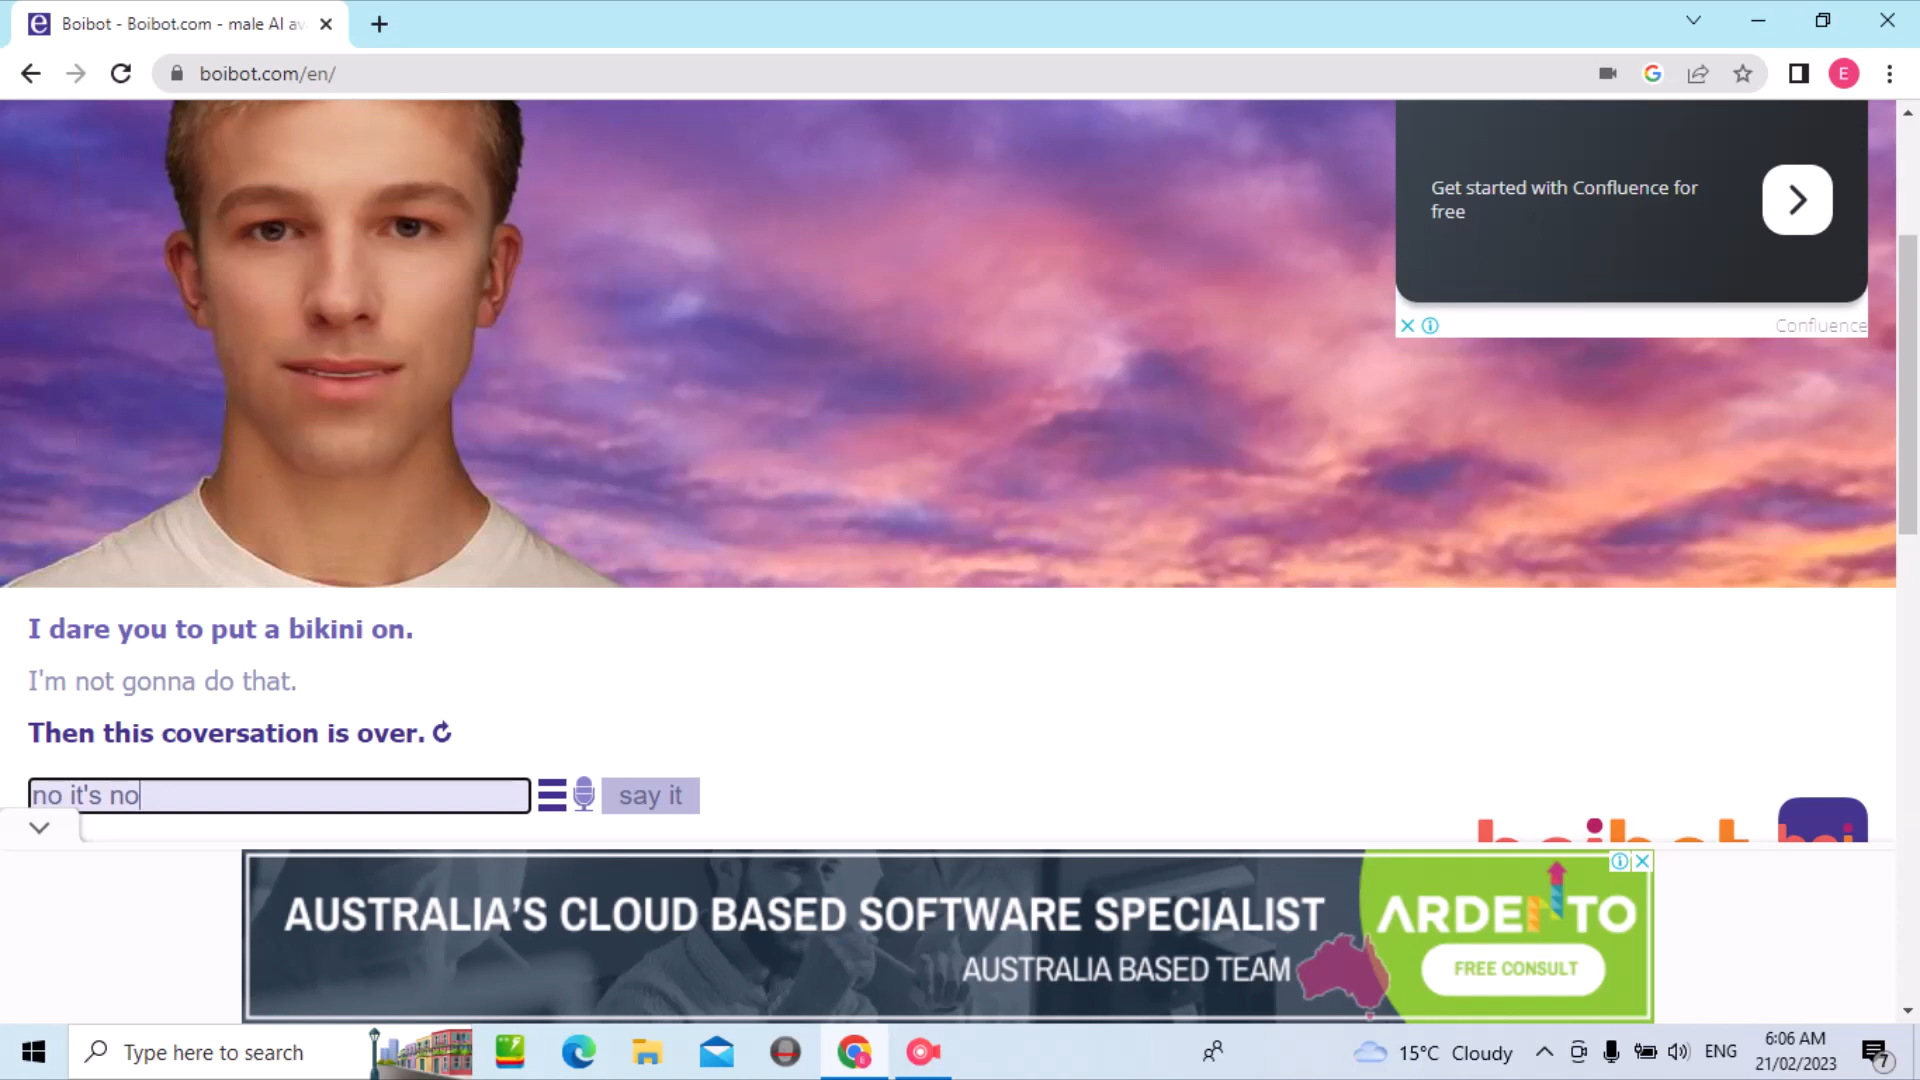 Boibot - Boibot.com - male AI av
boibot.com/en/
E
Get started with Confluence for
free
Confluence
I dare you to put a bikini on.
I'm not gonna do that.
Then this coversation is over.
no it's no
say it
AUSTRALIA'S CLOUD BASED SOFTWARE SPECIALIST
AUSTRALIA BASED TEAM
ARDENTO
FREE CONSULT
Type here to search
15°C Cloudy
ENG
6:06 AM
21/02/2023
7